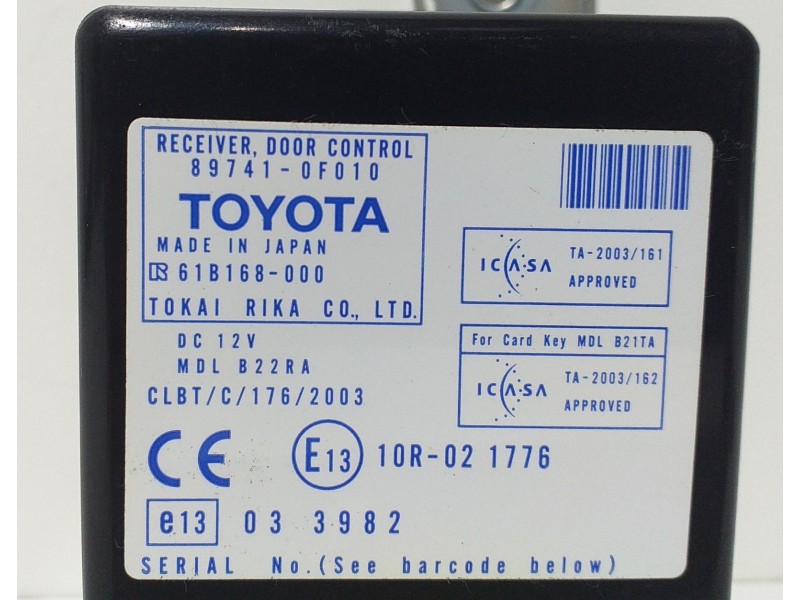 RECEIVER, DOOR CONTROL
89741-0F010
TOYOTA
MADE IN JAPAN
R 61B168-000
TOKAI RIKA CO., LTD.
DC 12V
MDL B22RA
CLBT/C/176/2003
ICASA TA-2003/161
APPROVED
For Card Key MDL B21TA
ICASA TA-2003/162
APPROVED
CE E13 10R-02 1776
e13 03 3982
SERIAL No.(See barcode below)